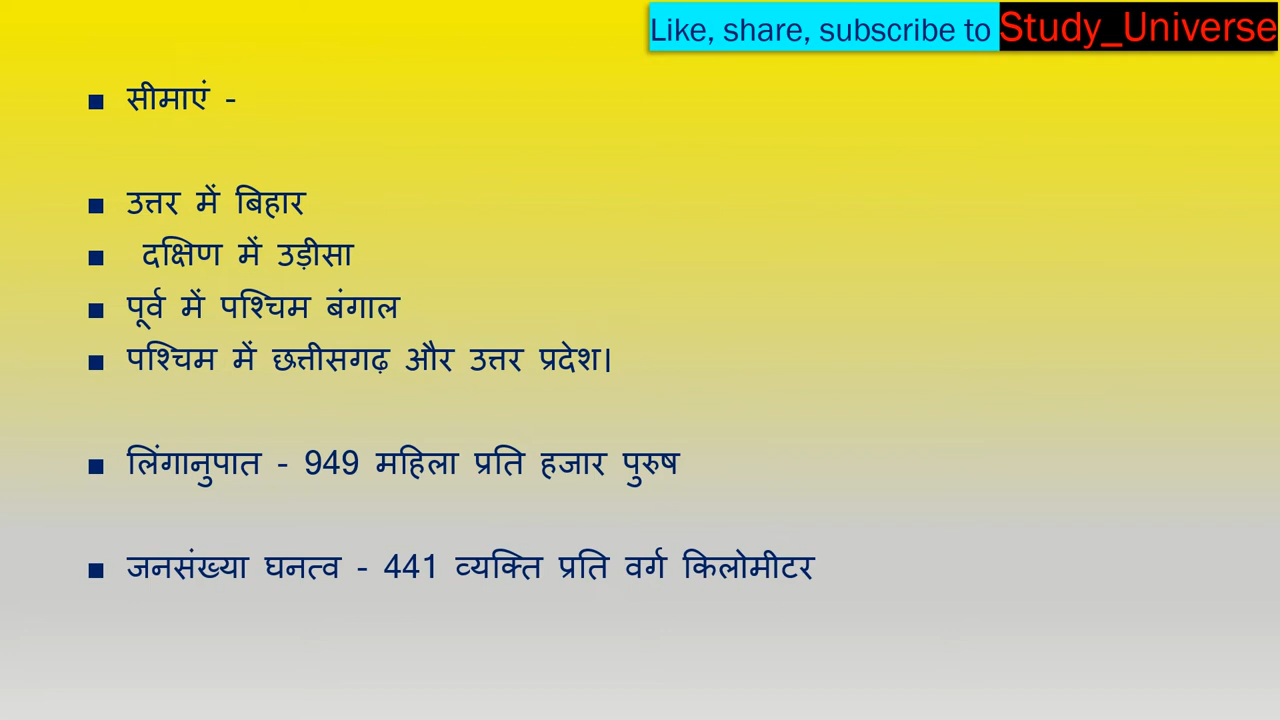 Like, share, subscribe to Study_Universe
▪ सीमाएं -
▪ उत्तर में बिहार
▪ दक्षिण में उड़ीसा
▪ पूर्व में पश्चिम बंगाल
▪ पश्चिम में छत्तीसगढ़ और उत्तर प्रदेश।
▪ लिंगानुपात - 949 महिला प्रति हजार पुरुष
▪ जनसंख्या घनत्व - 441 व्यक्ति प्रति वर्ग किलोमीटर